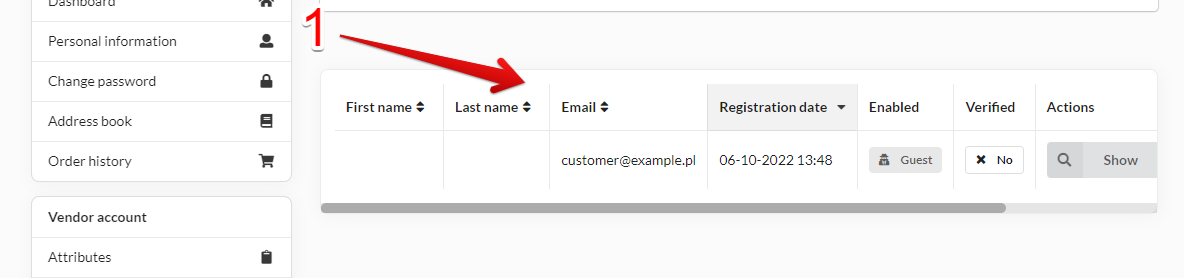 Dashboard
Personal information
Change password
Address book
Order history
Vendor account
Attributes
1
First name Last name Email Registration date Enabled Verified Actions
customer@example.pl 06-10-2022 13:48 Guest No Show